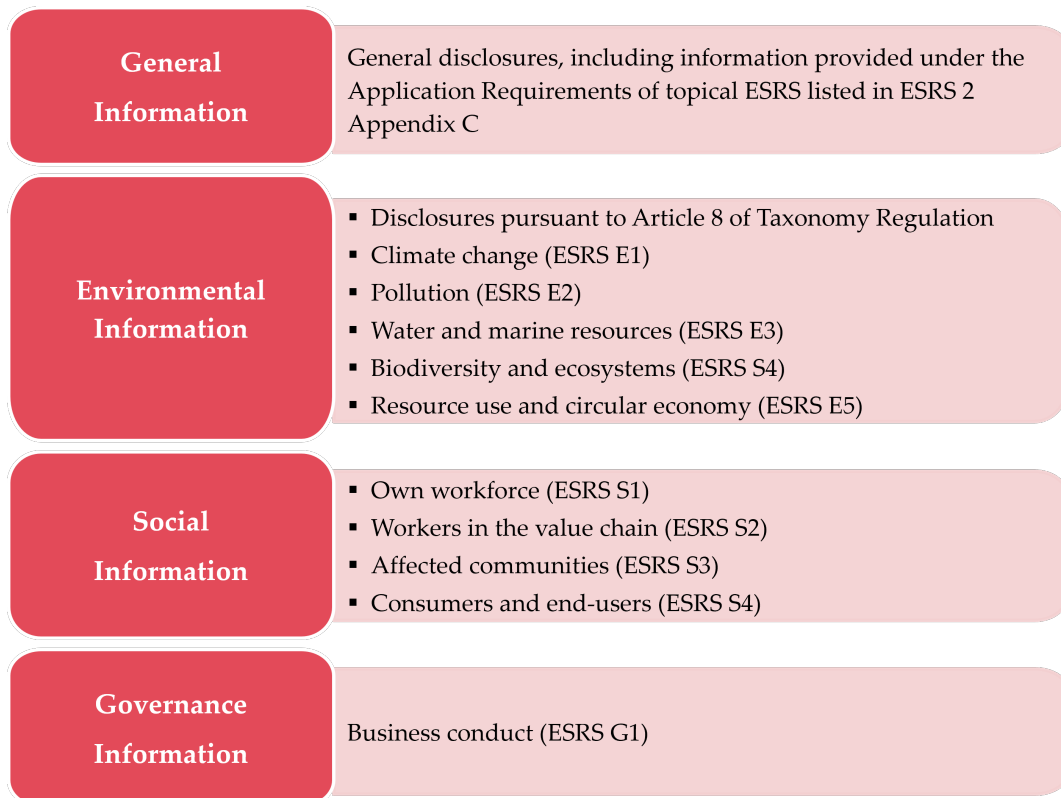 General
Information
General disclosures, including information provided under the
Application Requirements of topical ESRS listed in ESRS 2
Appendix C
Environmental
Information
▪ Disclosures pursuant to Article 8 of Taxonomy Regulation
▪ Climate change (ESRS E1)
▪ Pollution (ESRS E2)
▪ Water and marine resources (ESRS E3)
▪ Biodiversity and ecosystems (ESRS S4)
▪ Resource use and circular economy (ESRS E5)
Social
Information
▪ Own workforce (ESRS S1)
▪ Workers in the value chain (ESRS S2)
▪ Affected communities (ESRS S3)
▪ Consumers and end-users (ESRS S4)
Governance
Information
Business conduct (ESRS G1)